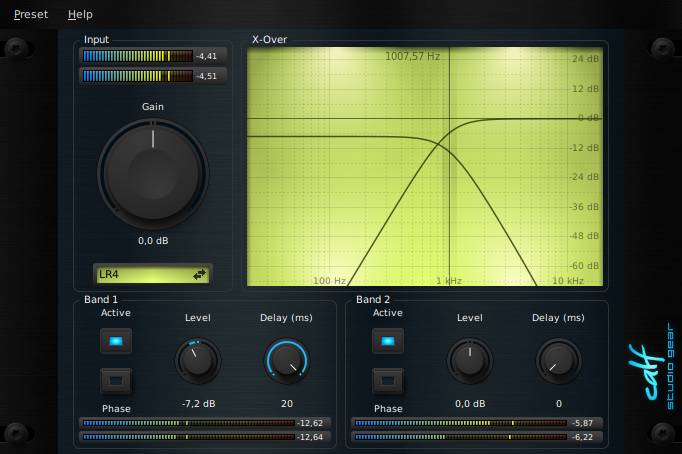 Preset Help
Input
-4,41
-4,51
Gain
0,0 dB
LR4
X-Over
1007,57 Hz
24 dB
12 dB
0 dB
-12 dB
-24 dB
-36 dB
-48 dB
-60 dB
100 Hz 1 kHz 10 kHz
Band 1
Active
Level
Delay (ms)
Phase
-7,2 dB
20
-12,62
-12,64
Band 2
Active
Level
Delay (ms)
Phase
0,0 dB
0
-5,87
-6,22
calf
studio gear